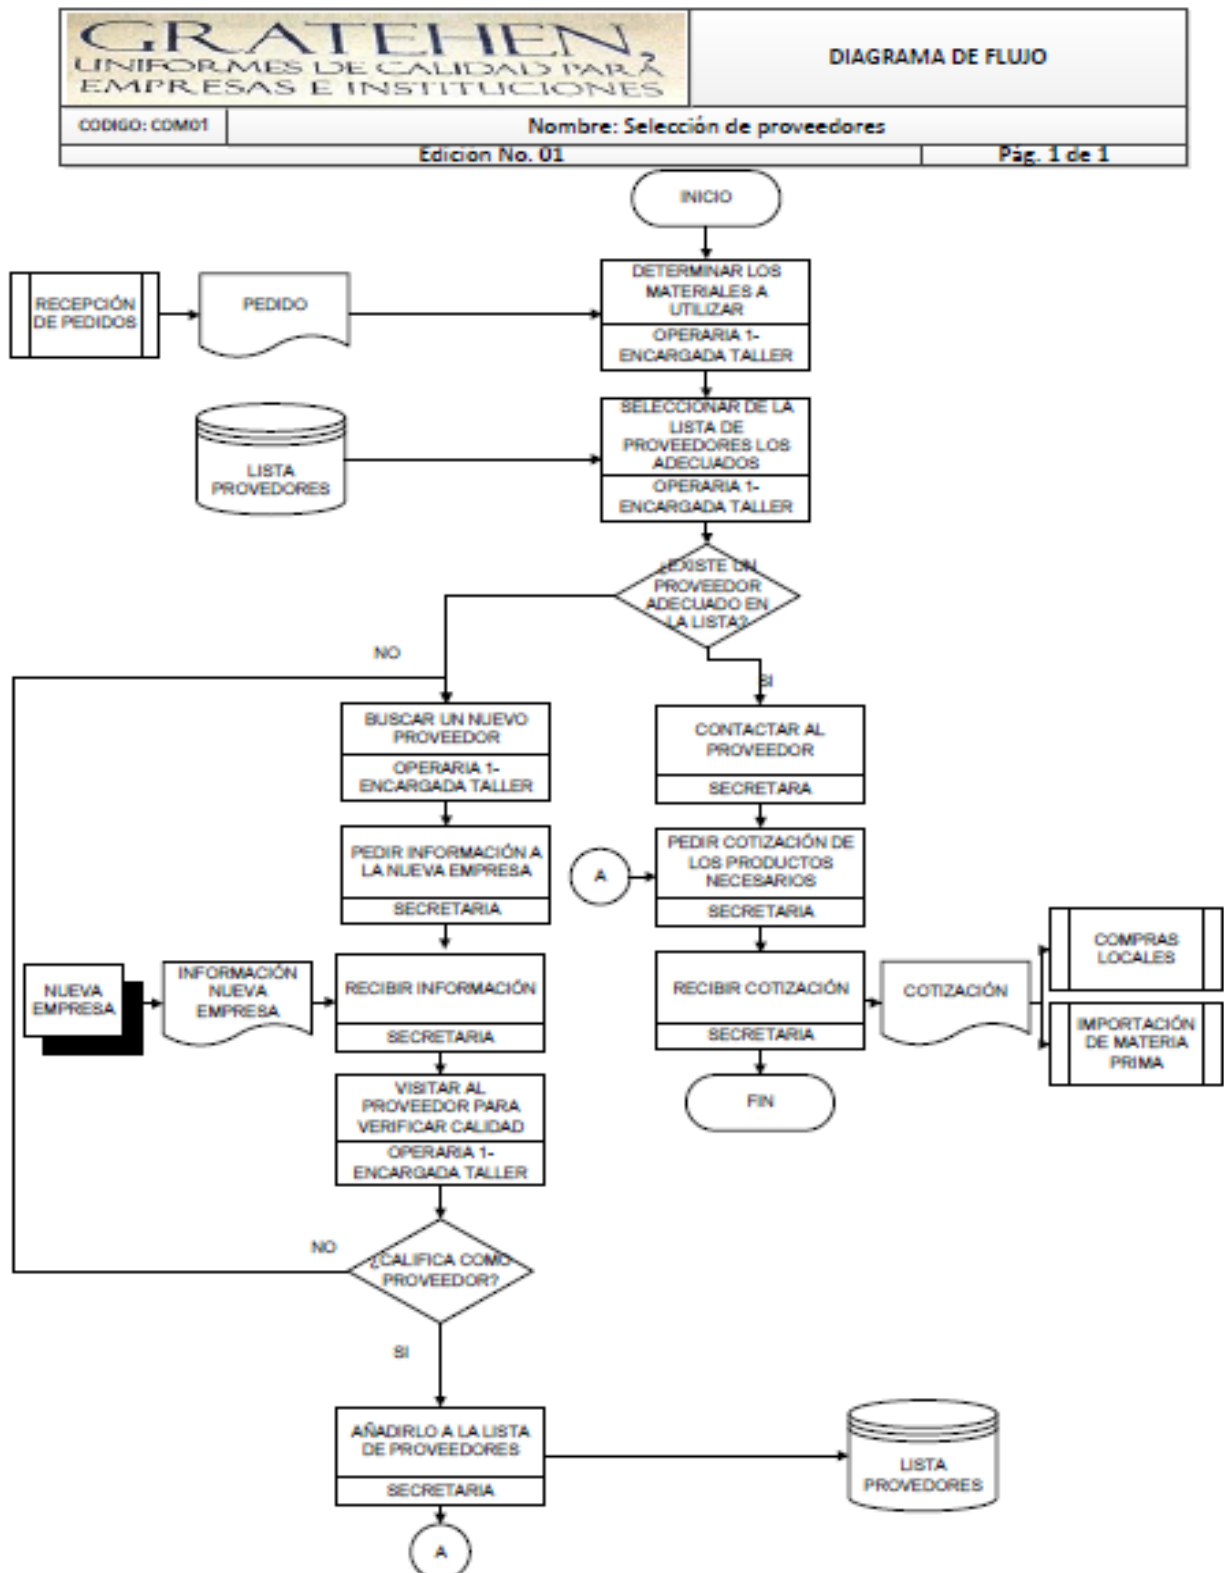 GRATEHEN,
UNIFORMES DE CALIDAD PARA
EMPRESAS E INSTITUCIONES
DIAGRAMA DE FLUJO
CODIGO: COM01
Nombre: Selección de proveedores
Edición No. 01
Pág. 1 de 1
INICIO
RECEPCIÓN
DE PEDIDOS
PEDIDO
DETERMINAR LOS
MATERIALES A
UTILIZAR
OPERARIA 1-
ENCARGADA TALLER
LISTA
PROVEDORES
SELECCIONAR DE LA
LISTA DE
PROVEEDORES LOS
ADECUADOS
OPERARIA 1-
ENCARGADA TALLER
¿EXISTE UN
PROVEEDOR
ADECUADO EN
LA LISTA?
NO
SI
BUSCAR UN NUEVO
PROVEEDOR
OPERARIA 1-
ENCARGADA TALLER
CONTACTAR AL
PROVEEDOR
SECRETARA
PEDIR INFORMACIÓN A
LA NUEVA EMPRESA
SECRETARIA
A
PEDIR COTIZACIÓN DE
LOS PRODUCTOS
NECESARIOS
SECRETARIA
NUEVA
EMPRESA
INFORMACIÓN
NUEVA
EMPRESA
RECIBIR INFORMACIÓN
SECRETARIA
RECIBIR COTIZACIÓN
SECRETARIA
COTIZACIÓN
COMPRAS
LOCALES
IMPORTACIÓN
DE MATERIA
PRIMA
VISITAR AL
PROVEEDOR PARA
VERIFICAR CALIDAD
OPERARIA 1-
ENCARGADA TALLER
FIN
NO
¿CALIFICA COMO
PROVEEDOR?
SI
AÑADIRLO A LA LISTA
DE PROVEEDORES
SECRETARIA
LISTA
PROVEDORES
A